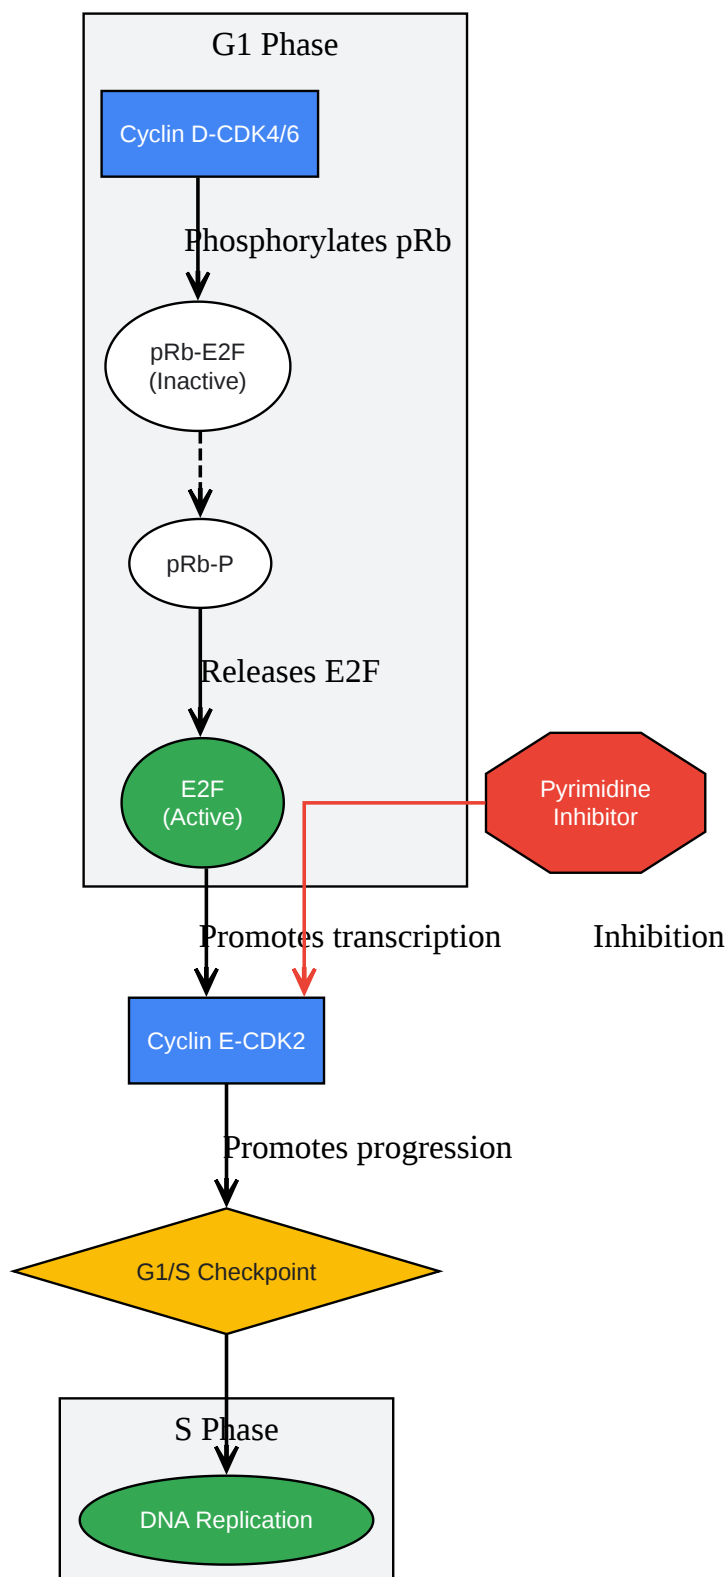 G1 Phase
Cyclin D-CDK4/6
Phosphorylates pRb
pRb-E2F
(Inactive)
pRb-P
Releases E2F
E2F
(Active)
Pyrimidine
Inhibitor
Promotes transcription
Inhibition
Cyclin E-CDK2
Promotes progression
G1/S Checkpoint
S Phase
DNA Replication